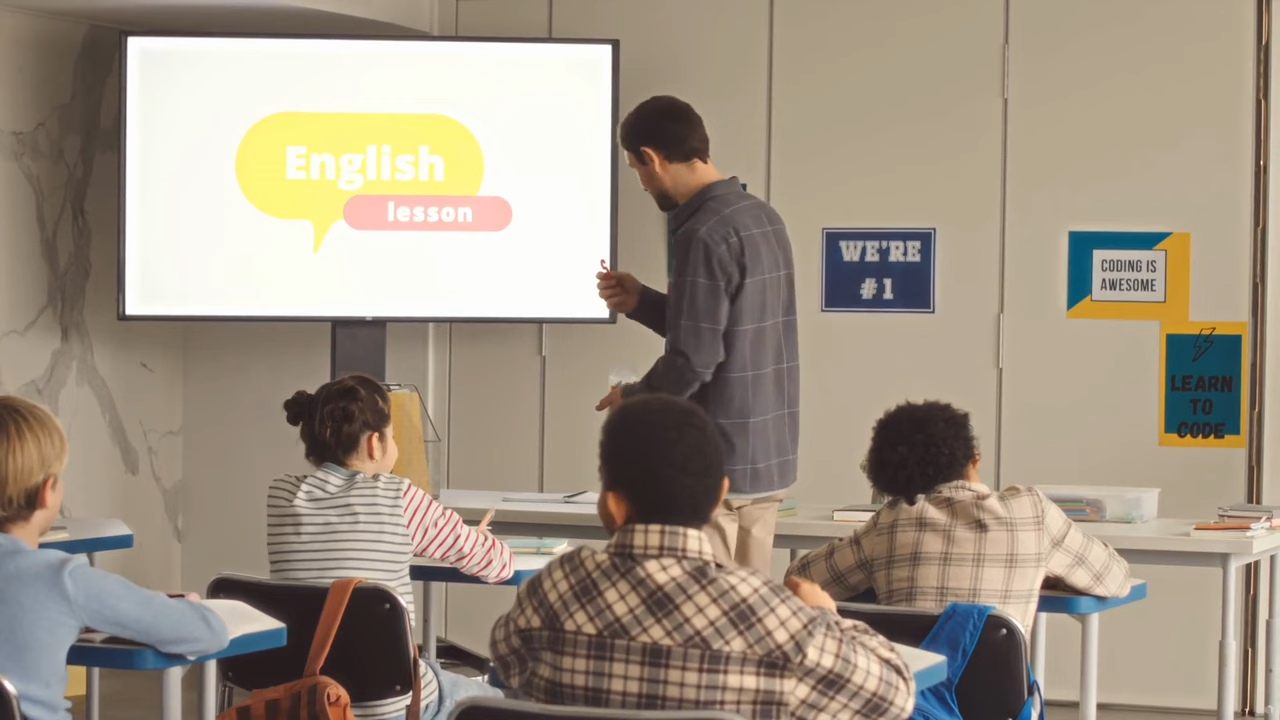 English
lesson
WE'RE
#1
CODING IS
AWESOME
LEARN
TO
CODE